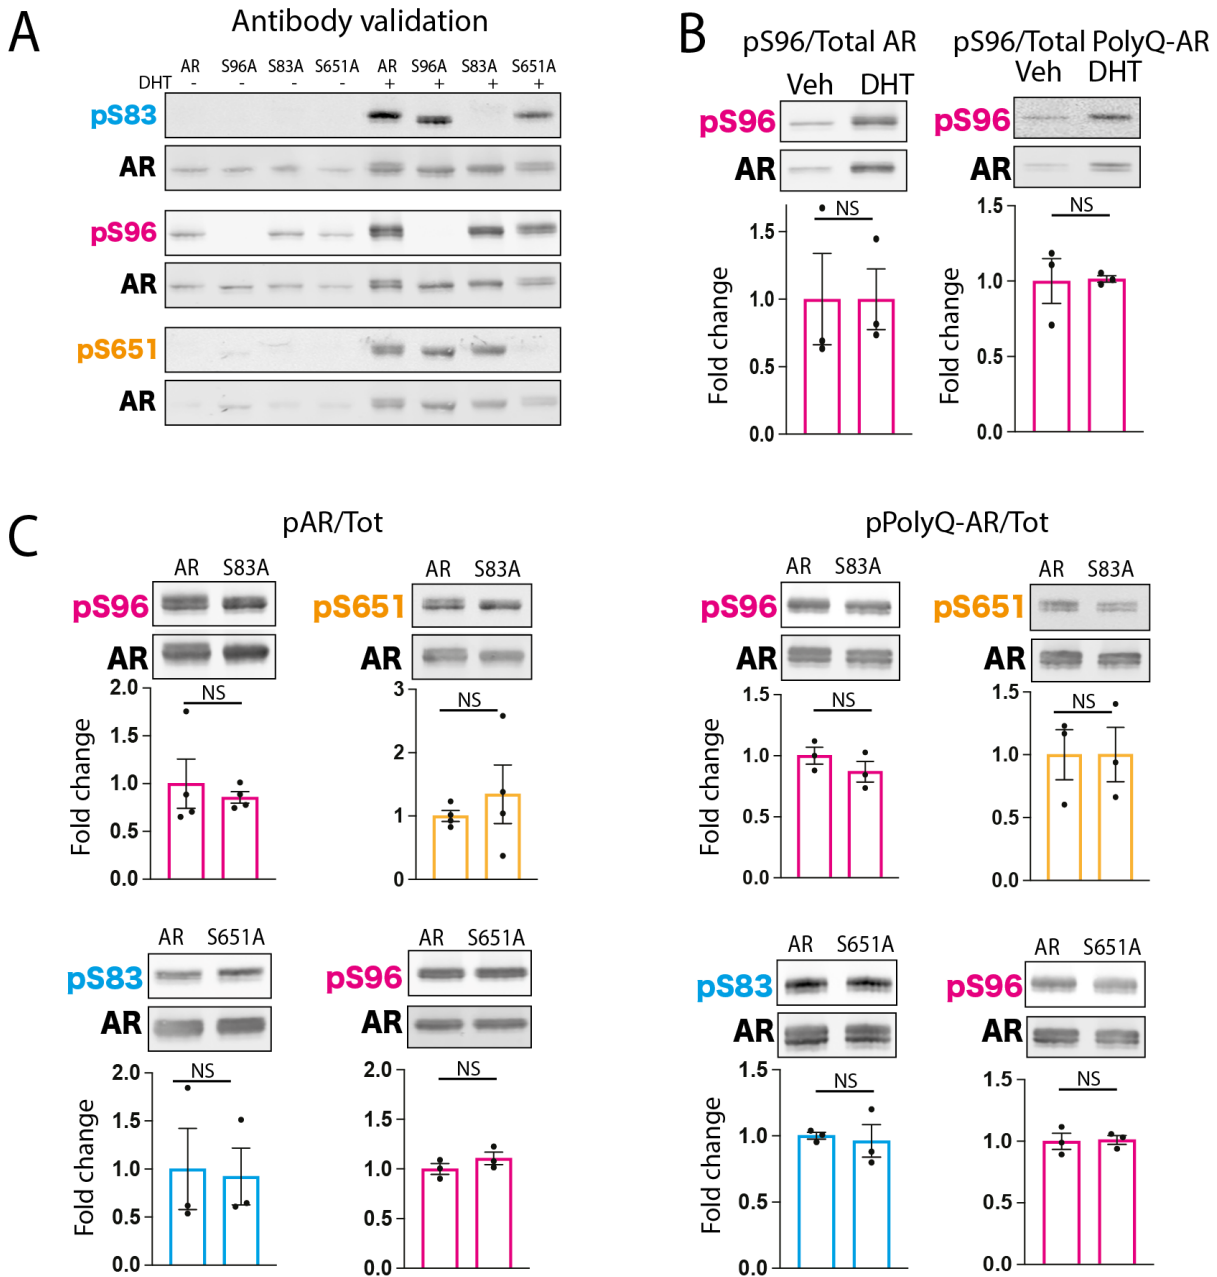 A
Antibody validation
AR S96A S83A S651A AR S96A S83A S651A
DHT - - - - + + + +
pS83
AR
pS96
AR
pS651
AR
B
pS96/Total AR
Veh DHT
pS96
AR
NS
1.5
1.0
0.5
0.0
Fold change
pS96/Total PolyQ-AR
Veh DHT
pS96
AR
NS
1.5
1.0
0.5
0.0
Fold change
C
pAR/Tot
AR S83A
pS96
AR
NS
2.0
1.5
1.0
0.5
0.0
Fold change
AR S83A
pS651
AR
NS
3
2
1
0
AR S651A
pS83
AR
NS
2.0
1.5
1.0
0.5
0.0
Fold change
AR S651A
pS96
AR
NS
2.0
1.5
1.0
0.5
0
pPolyQ-AR/Tot
AR S83A
pS96
AR
NS
1.5
1.0
0.5
0.0
Fold change
AR S83A
pS651
AR
NS
1.5
1.0
0.5
0.0
AR S651A
pS83
AR
NS
1.5
1.0
0.5
0.0
Fold change
AR S651A
pS96
AR
NS
1.5
1.0
0.5
0.0